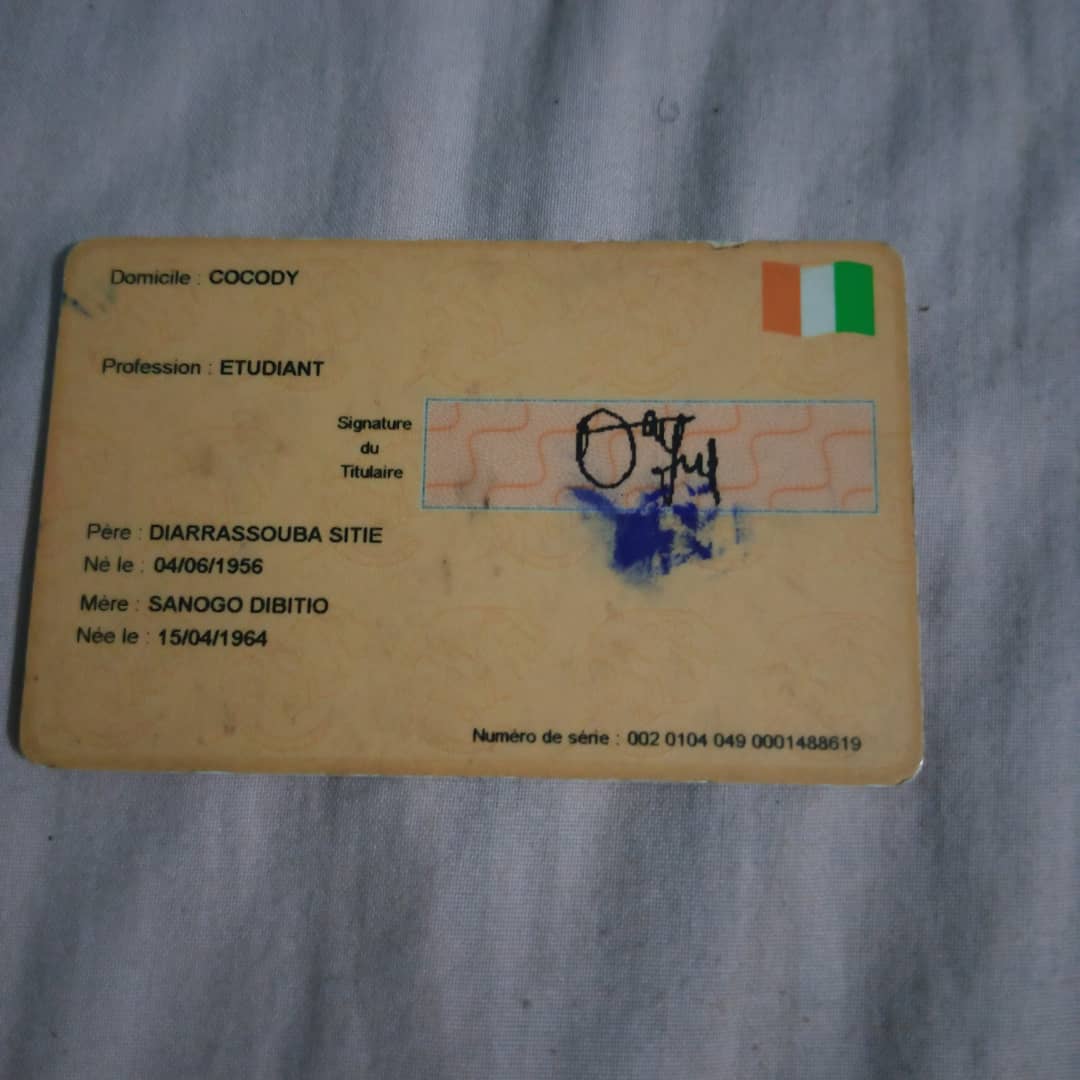 Domicile : COCODY
Profession : ETUDIANT
Signature
du
Titulaire
Père : DIARRASSOUBA SITIE
Né le : 04/06/1956
Mère : SANOGO DIBITIO
Née le : 15/04/1964
Numéro de série : 002 0104 049 0001488619